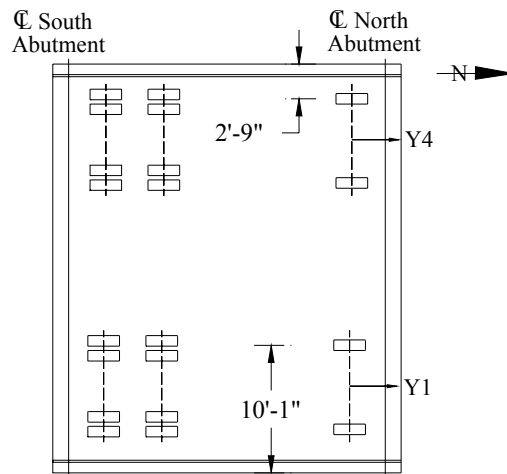 ℄ South
Abutment
℄ North
Abutment
N
2'-9"
Y4
10'-1"
Y1